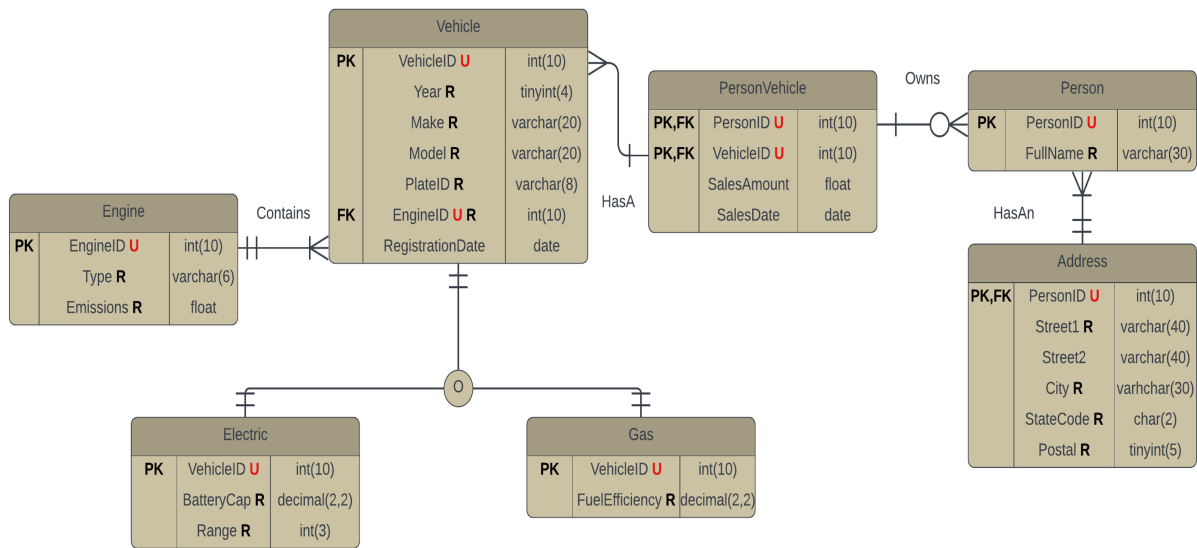 Vehicle
PK VehicleID U int(10)
Year R tinyint(4)
Make R varchar(20)
Model R varchar(20)
PlateID R varchar(8)
FK EngineID U R int(10)
RegistrationDate date
PersonVehicle
PK,FK PersonID U int(10)
PK,FK VehicleID U int(10)
SalesAmount float
SalesDate date
Owns
Person
PK PersonID U int(10)
FullName R varchar(30)
HasA
HasAn
Engine
PK EngineID U int(10)
Type R varchar(6)
Emissions R float
Contains
Address
PK,FK PersonID U int(10)
Street1 R varchar(40)
Street2 varchar(40)
City R varhchar(30)
StateCode R char(2)
Postal R tinyint(5)
O
Electric
PK VehicleID U int(10)
BatteryCap R decimal(2,2)
Range R int(3)
Gas
PK VehicleID U int(10)
FuelEfficiency R decimal(2,2)